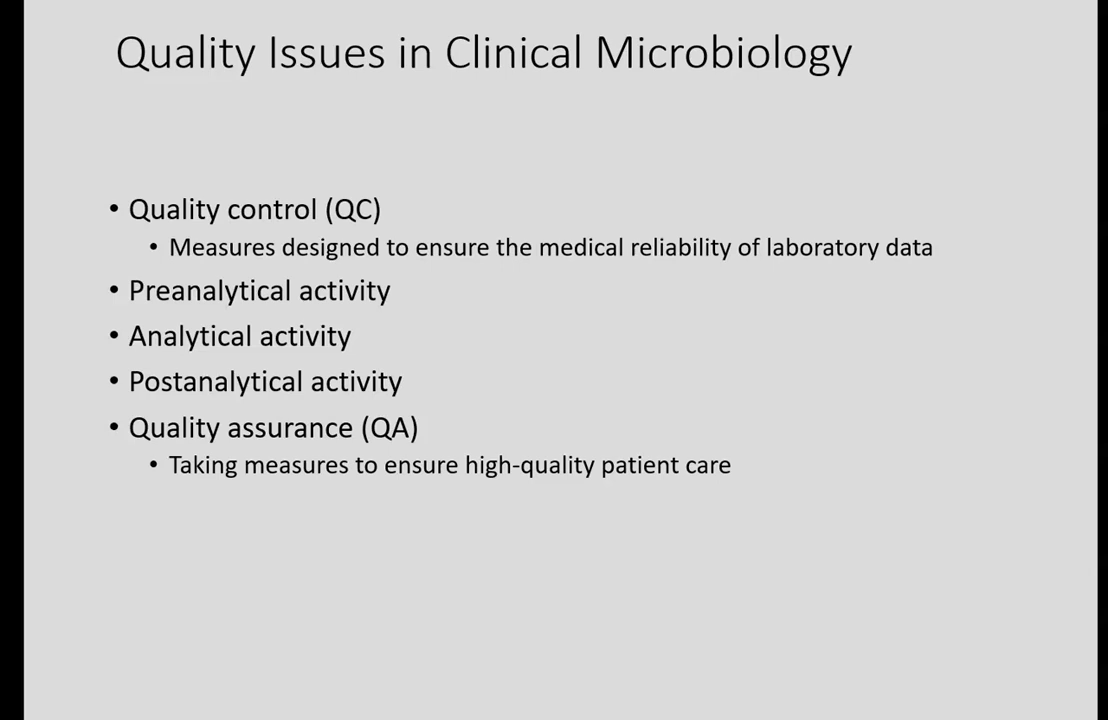 Quality Issues in Clinical Microbiology
• Quality control (QC)
• Measures designed to ensure the medical reliability of laboratory data
• Preanalytical activity
• Analytical activity
• Postanalytical activity
• Quality assurance (QA)
• Taking measures to ensure high-quality patient care